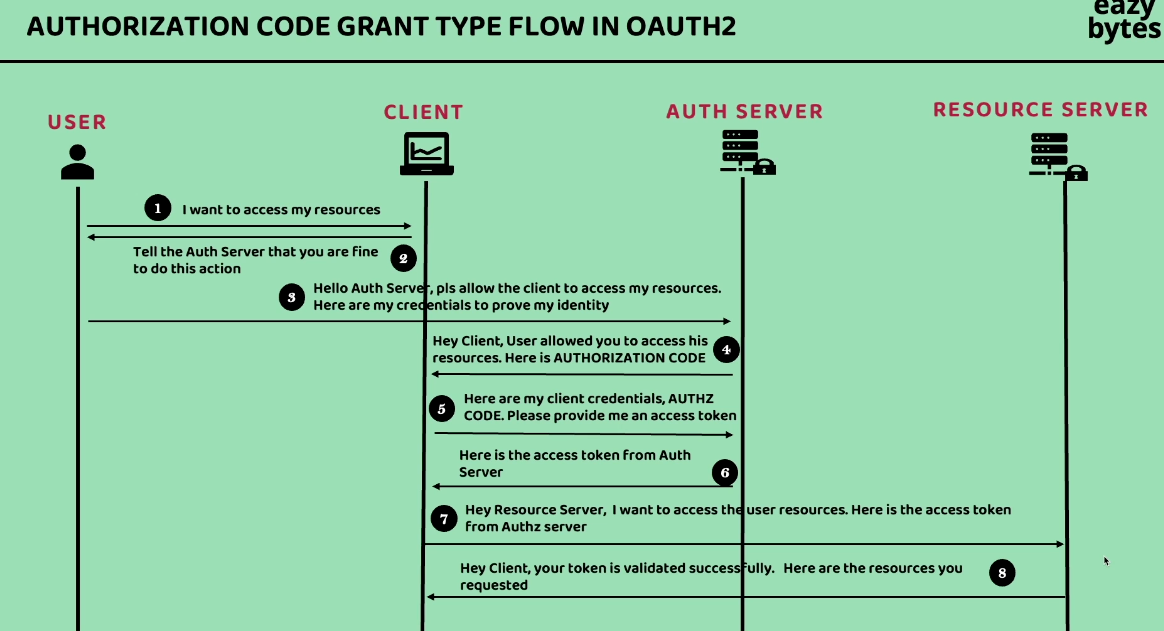 AUTHORIZATION CODE GRANT TYPE FLOW IN OAUTH2
eazy
bytes
USER
CLIENT
AUTH SERVER
RESOURCE SERVER
1 I want to access my resources
Tell the Auth Server that you are fine
to do this action
2
3 Hello Auth Server, pls allow the client to access my resources.
Here are my credentials to prove my identity
Hey Client, User allowed you to access his
resources. Here is AUTHORIZATION CODE
4
5 Here are my client credentials, AUTHZ
CODE. Please provide me an access token
Here is the access token from Auth
Server
6
7 Hey Resource Server, I want to access the user resources. Here is the access token
from Authz server
Hey Client, your token is validated successfully. Here are the resources you
requested
8